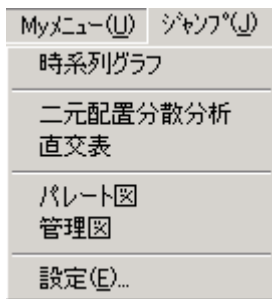 Myメニュー(U) ｼﾞｬﾝﾌﾟ(J)
時系列グラフ
二元配置分散分析
直交表
パレート図
管理図
設定(E)...